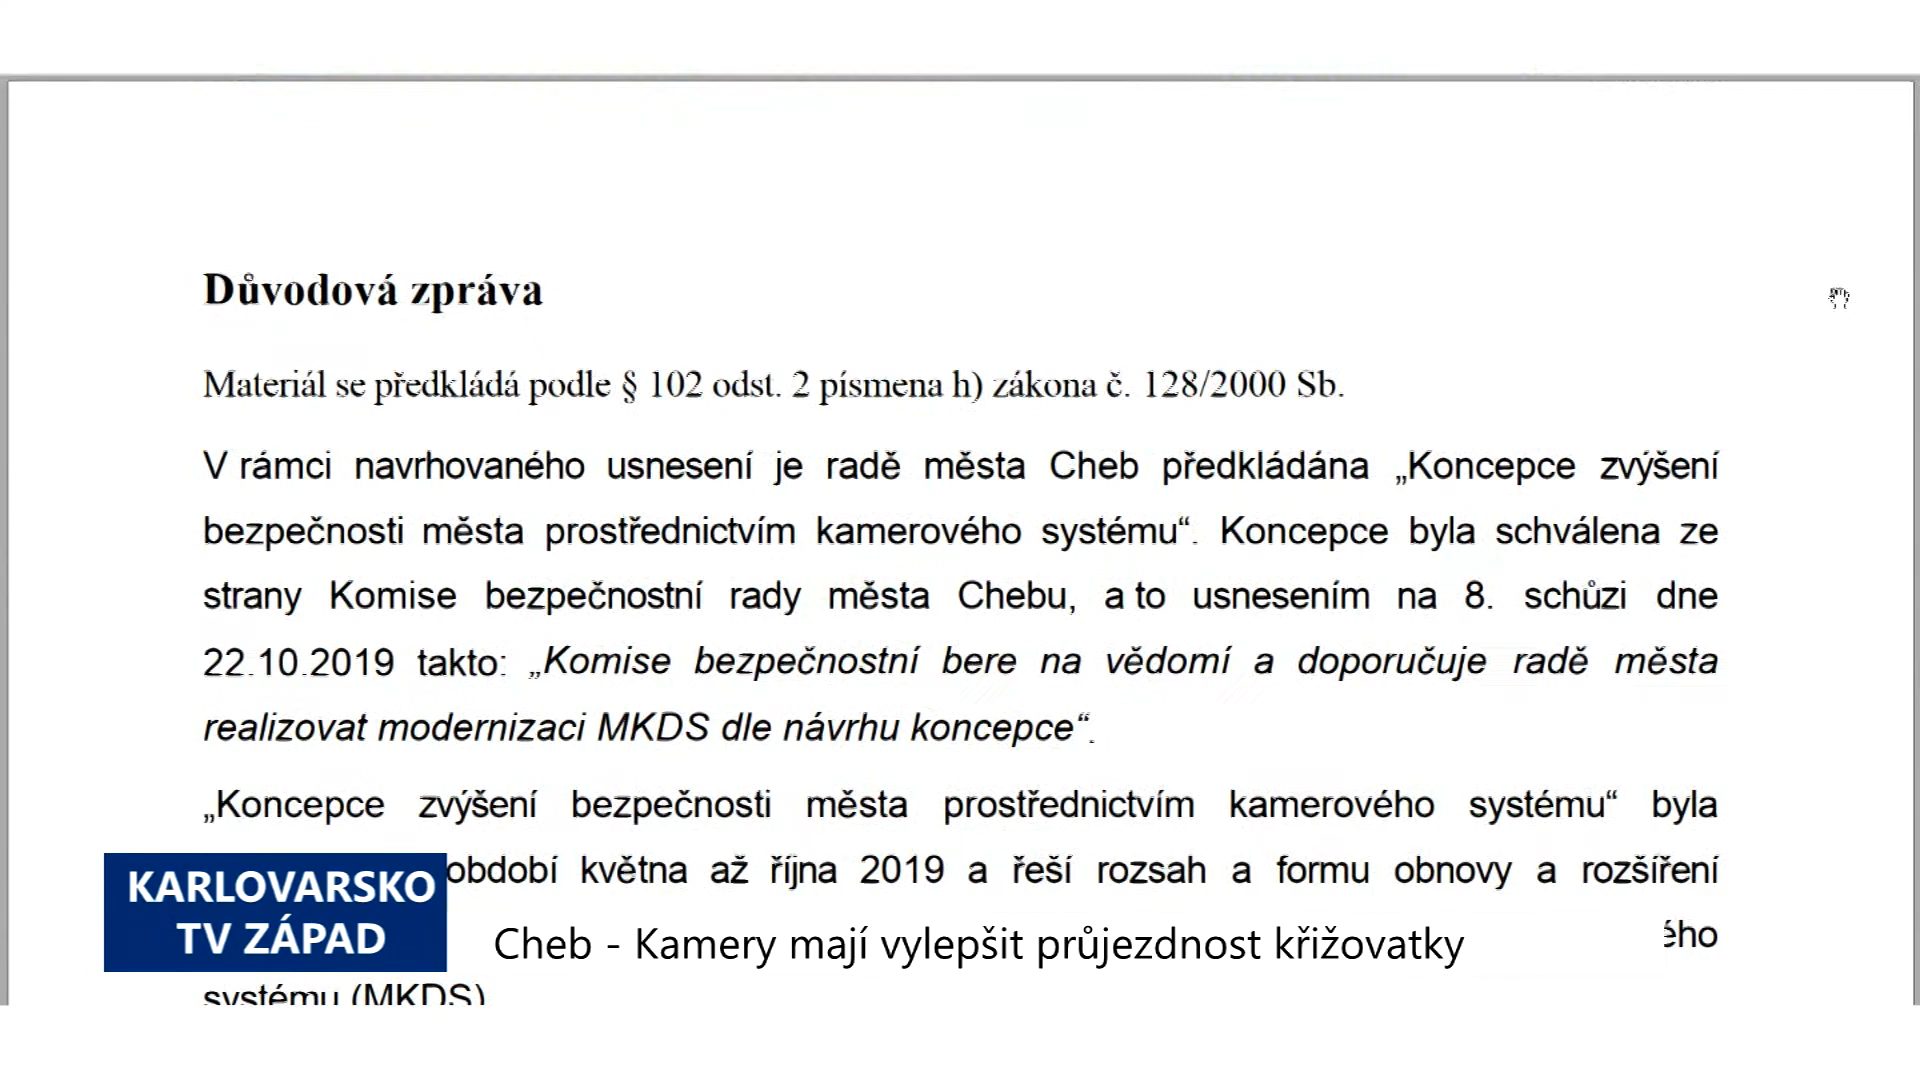 Důvodová zpráva
Materiál se předkládá podle § 102 odst. 2 písmena h) zákona č. 128/2000 Sb.
V rámci navrhovaného usnesení je radě města Cheb předkládána „Koncepce zvýšení
bezpečnosti města prostřednictvím kamerového systému“. Koncepce byla schválena ze
strany Komise bezpečnostní rady města Chebu, a to usnesením na 8. schůzi dne
22.10.2019 takto: „Komise bezpečnostní bere na vědomí a doporučuje radě města
realizovat modernizaci MKDS dle návrhu koncepce“.
„Koncepce zvýšení bezpečnosti města prostřednictvím kamerového systému“ byla
období května až října 2019 a řeší rozsah a formu obnovy a rozšíření
KARLOVARSKO
TV ZÁPAD
Cheb - Kamery mají vylepšit průjezdnost křižovatky
systému (MKDS)